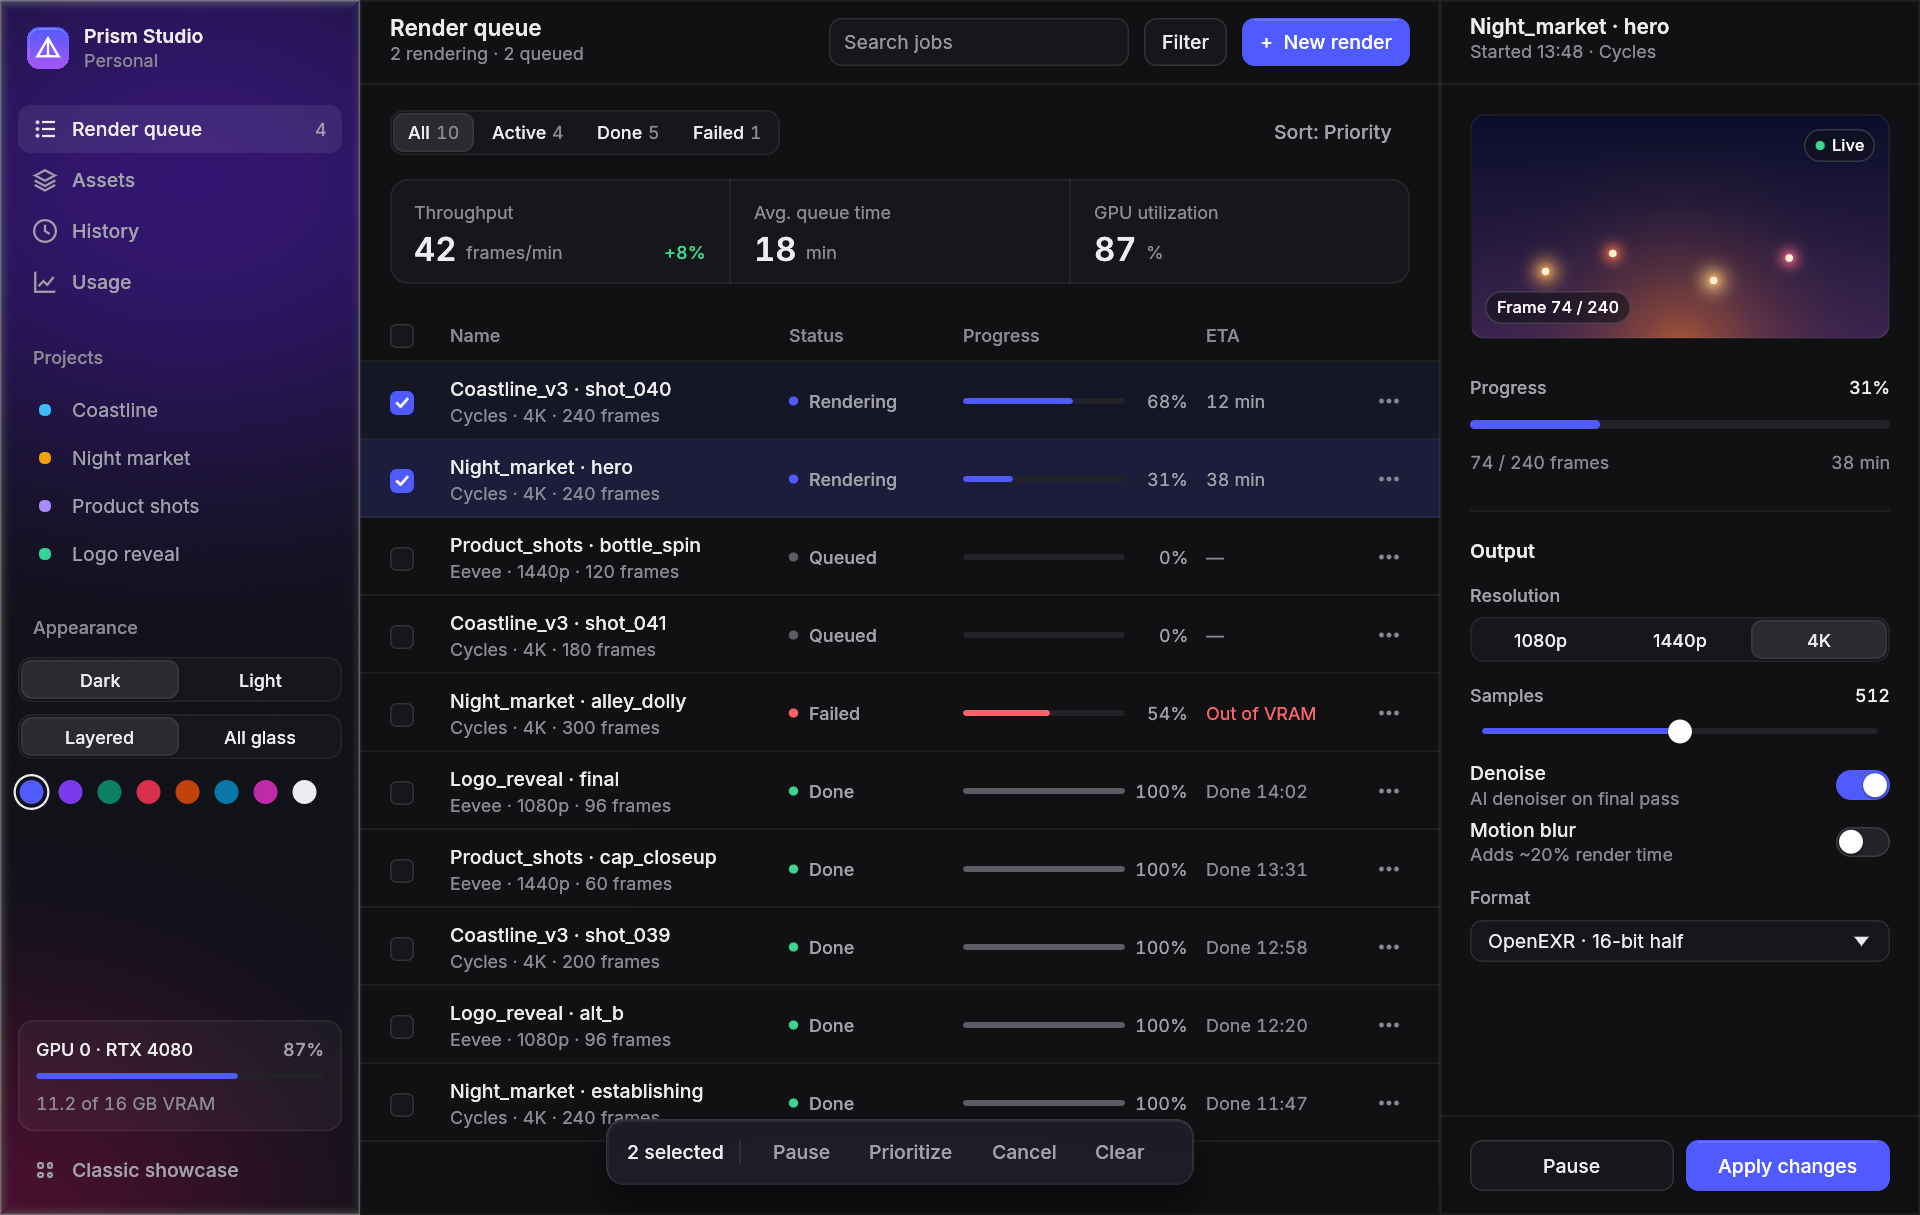 Prism Studio
Personal
Render queue 4
Assets
History
Usage
Projects
Coastline
Night market
Product shots
Logo reveal
Appearance
Dark Light
Layered All glass
GPU 0 · RTX 4080 87%
11.2 of 16 GB VRAM
Classic showcase
Render queue
2 rendering · 2 queued
Search jobs
Filter
+ New render
All 10 Active 4 Done 5 Failed 1
Sort: Priority
Throughput
42 frames/min +8%
Avg. queue time
18 min
GPU utilization
87 %
Name Status Progress ETA
Coastline_v3 · shot_040
Cycles · 4K · 240 frames
Rendering 68% 12 min
Night_market · hero
Cycles · 4K · 240 frames
Rendering 31% 38 min
Product_shots · bottle_spin
Eevee · 1440p · 120 frames
Queued 0% —
Coastline_v3 · shot_041
Cycles · 4K · 180 frames
Queued 0% —
Night_market · alley_dolly
Cycles · 4K · 300 frames
Failed 54% Out of VRAM
Logo_reveal · final
Eevee · 1080p · 96 frames
Done 100% Done 14:02
Product_shots · cap_closeup
Eevee · 1440p · 60 frames
Done 100% Done 13:31
Coastline_v3 · shot_039
Cycles · 4K · 200 frames
Done 100% Done 12:58
Logo_reveal · alt_b
Eevee · 1080p · 96 frames
Done 100% Done 12:20
Night_market · establishing
Cycles · 4K · 240 frames
Done 100% Done 11:47
2 selected Pause Prioritize Cancel Clear
Night_market · hero
Started 13:48 · Cycles
Live
Frame 74 / 240
Progress 31%
74 / 240 frames 38 min
Output
Resolution
1080p 1440p 4K
Samples 512
Denoise
AI denoiser on final pass
Motion blur
Adds ~20% render time
Format
OpenEXR · 16-bit half
Pause Apply changes